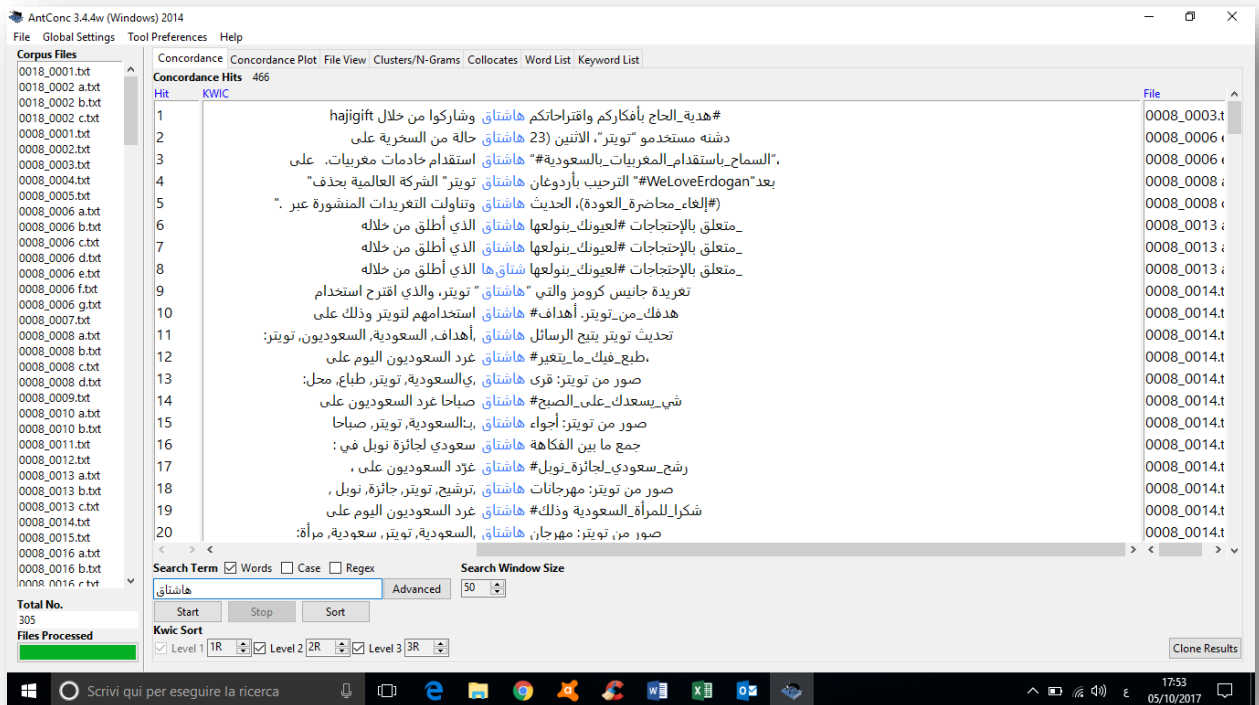 AntConc 3.4.4w (Windows) 2014
File Global Settings Tool Preferences Help
Corpus Files
0018_0001.txt
0018_0002 a.txt
0018_0002 b.txt
0018_0002 c.txt
0008_0001.txt
0008_0002.txt
0008_0003.txt
0008_0004.txt
0008_0005.txt
0008_0006 a.txt
0008_0006 b.txt
0008_0006 c.txt
0008_0006 d.txt
0008_0006 e.txt
0008_0006 f.txt
0008_0006 g.txt
0008_0007.txt
0008_0008 a.txt
0008_0008 b.txt
0008_0008 c.txt
0008_0008 d.txt
0008_0009.txt
0008_0010 a.txt
0008_0010 b.txt
0008_0011.txt
0008_0012.txt
0008_0013 a.txt
0008_0013 b.txt
0008_0013 c.txt
0008_0014.txt
0008_0015.txt
0008_0016 a.txt
0008_0016 b.txt
0008_0016 c.txt
Total No.
305
Files Processed
Concordance Concordance Plot File View Clusters/N-Grams Collocates Word List Keyword List
Concordance Hits 466
Hit KWIC File
1 #هدية_الحاج بأفكاركم واقتراحاتكم هاشتاق وشاركوا من خلال hajigift 0008_0003.t
2 دشنه مستخدمو "تويتر"، الاثنين (23 هاشتاق حالة من السخرية على 0008_0006 e
3 ،"السماح_باستقدام_المغربيات_بالسعودية#" هاشتاق استقدام خادمات مغربيات. على 0008_0006 e
4 بعد"WeLoveErdogan#" الترحيب بأردوغان هاشتاق تويتر" الشركة العالمية بحذف" 0008_0008 a
5 (#إلغاء_محاضرة_العودة)، الحديث هاشتاق وتناولت التغريدات المنشورة عبر ." 0008_0008 c
6 _متعلق بالإحتجاجات #لعيونك_بنولعها هاشتاق الذي أطلق من خلاله 0008_0013 a
7 _متعلق بالإحتجاجات #لعيونك_بنولعها هاشتاق الذي أطلق من خلاله 0008_0013 a
8 _متعلق بالإحتجاجات #لعيونك_بنولعها شتاق ها الذي أطلق من خلاله 0008_0013 a
9 تغريدة جانيس كرومز والتي "هاشتاق" تويتر، والذي اقترح استخدام 0008_0014.t
10 هدفك_من_تويتر. أهداف# هاشتاق استخدامهم لتويتر وذلك على 0008_0014.t
11 تحديث تويتر يتيح الرسائل هاشتاق ,أهداف, السعودية, السعوديون, تويتر: 0008_0014.t
12 ،طبع_فيك_ما_يتغير# هاشتاق غرد السعوديون اليوم على 0008_0014.t
13 صور من تويتر: قرى هاشتاق ,يالسعودية, تويتر, طباع, محل: 0008_0014.t
14 شي_يسعدك_على_الصبح# هاشتاق صباحا غرد السعوديون على 0008_0014.t
15 صور من تويتر: أجواء هاشتاق ,بـ:السعودية, تويتر, صباحا 0008_0014.t
16 جمع ما بين الفكاهة هاشتاق سعودي لجائزة نوبل في : 0008_0014.t
17 رشح_سعودي_لجائزة_نوبل# هاشتاق غرّد السعوديون على ، 0008_0014.t
18 صور من تويتر: مهرجانات هاشتاق ,ترشيح, تويتر, جائزة, نوبل , 0008_0014.t
19 شكرا_للمرأة_السعودية وذلك# هاشتاق غرد السعوديون اليوم على 0008_0014.t
20 صور من تويتر: مهرجان هاشتاق ,السعودية, تويتر, سعودية, مرأة: 0008_0014.t
Search Term Words Case Regex Search Window Size
هاشتاق Advanced 50
Start Stop Sort
Kwic Sort
Level 1 1R Level 2 2R Level 3 3R Clone Results
Scrivi qui per eseguire la ricerca
ع 17:53
05/10/2017